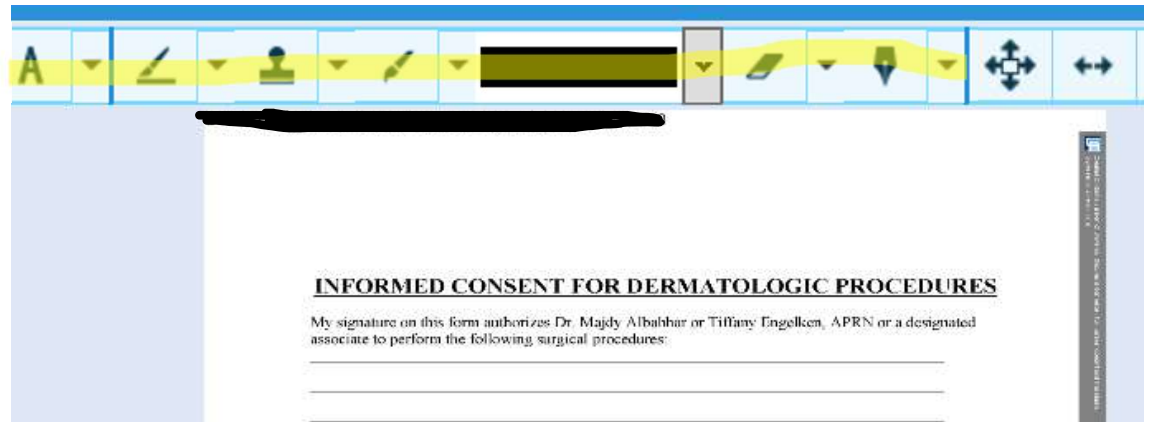 A
INFORMED CONSENT FOR DERMATOLOGIC PROCEDURES
My signature on this form authorizes Dr. Majdy Albahhar or Tiffany Engelken, APRN or a designated
associate to perform the following surgical procedures: